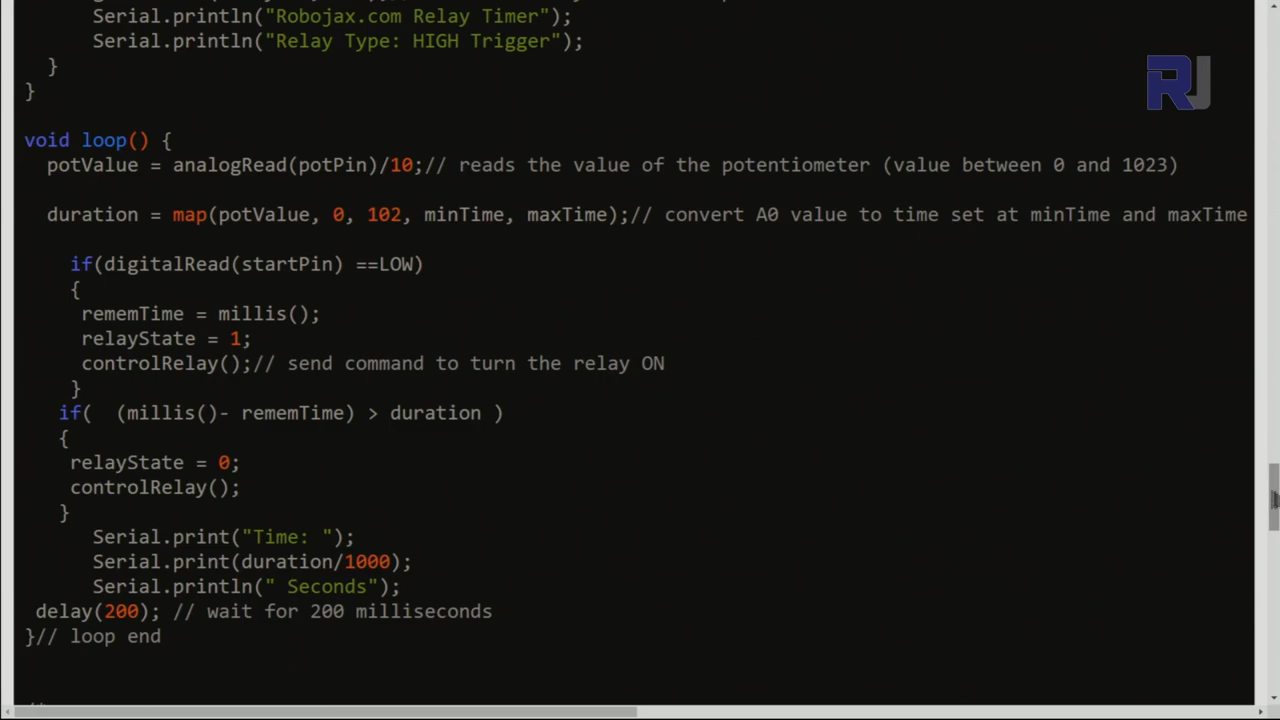 Serial.println("Robojax.com Relay Timer");
Serial.println("Relay Type: HIGH Trigger");
}
}
void loop() {
potValue = analogRead(potPin)/10;// reads the value of the potentiometer (value between 0 and 1023)
duration = map(potValue, 0, 102, minTime, maxTime);// convert A0 value to time set at minTime and maxTime
if(digitalRead(startPin) ==LOW)
{
rememTime = millis();
relayState = 1;
controlRelay();// send command to turn the relay ON
}
if(  (millis()- rememTime) > duration )
{
relayState = 0;
controlRelay();
}
Serial.print("Time: ");
Serial.print(duration/1000);
Serial.println(" Seconds");
delay(200); // wait for 200 milliseconds
}// loop end
RJ